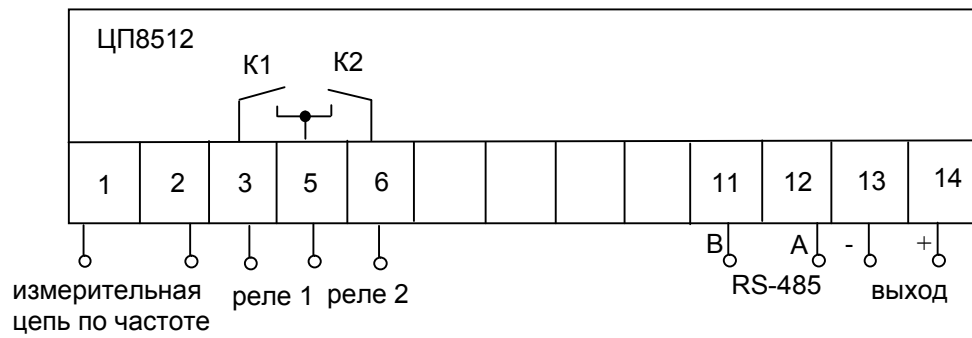 ЦП8512
К1 К2
1 2 3 5 6 11 12 13 14
В А - +
измерительная
цепь по частоте
реле 1 реле 2
RS-485
выход